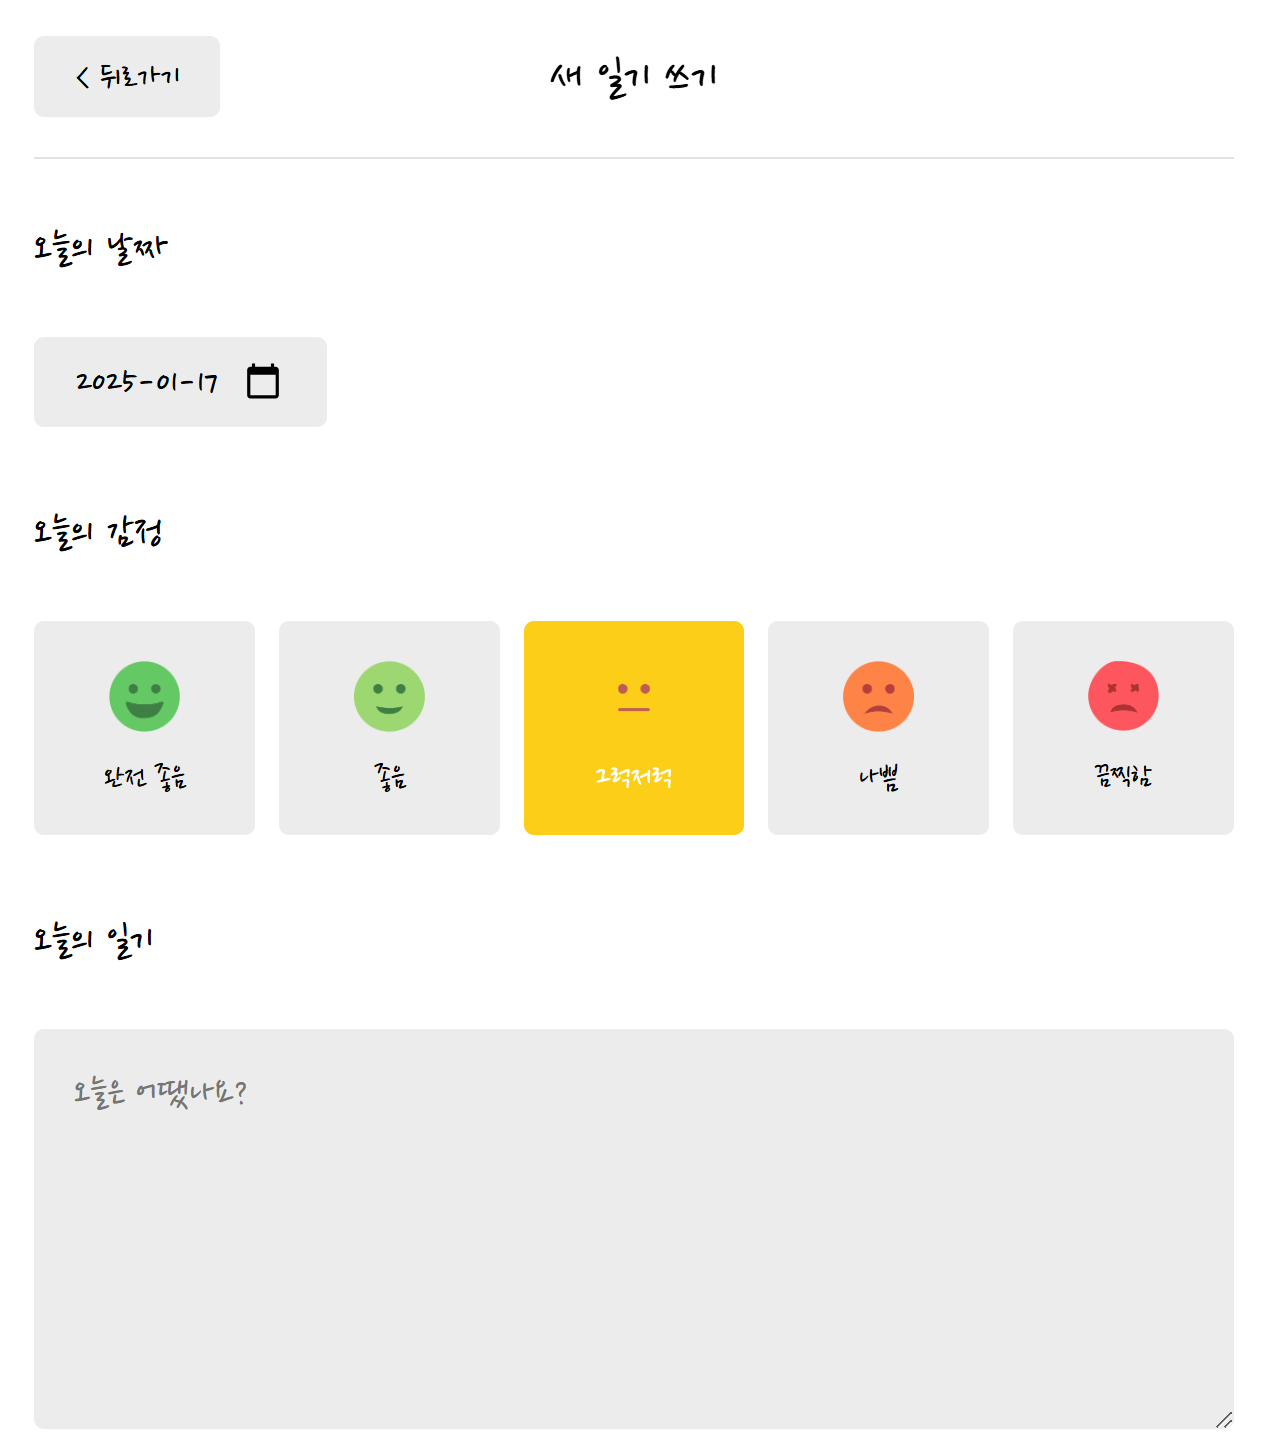 < 뒤로가기
새 일기 쓰기
오늘의 날짜
2025-01-17
오늘의 감정
완전 좋음
좋음
그럭저럭
나쁨
끔찍함
오늘의 일기
오늘은 어땠나요?